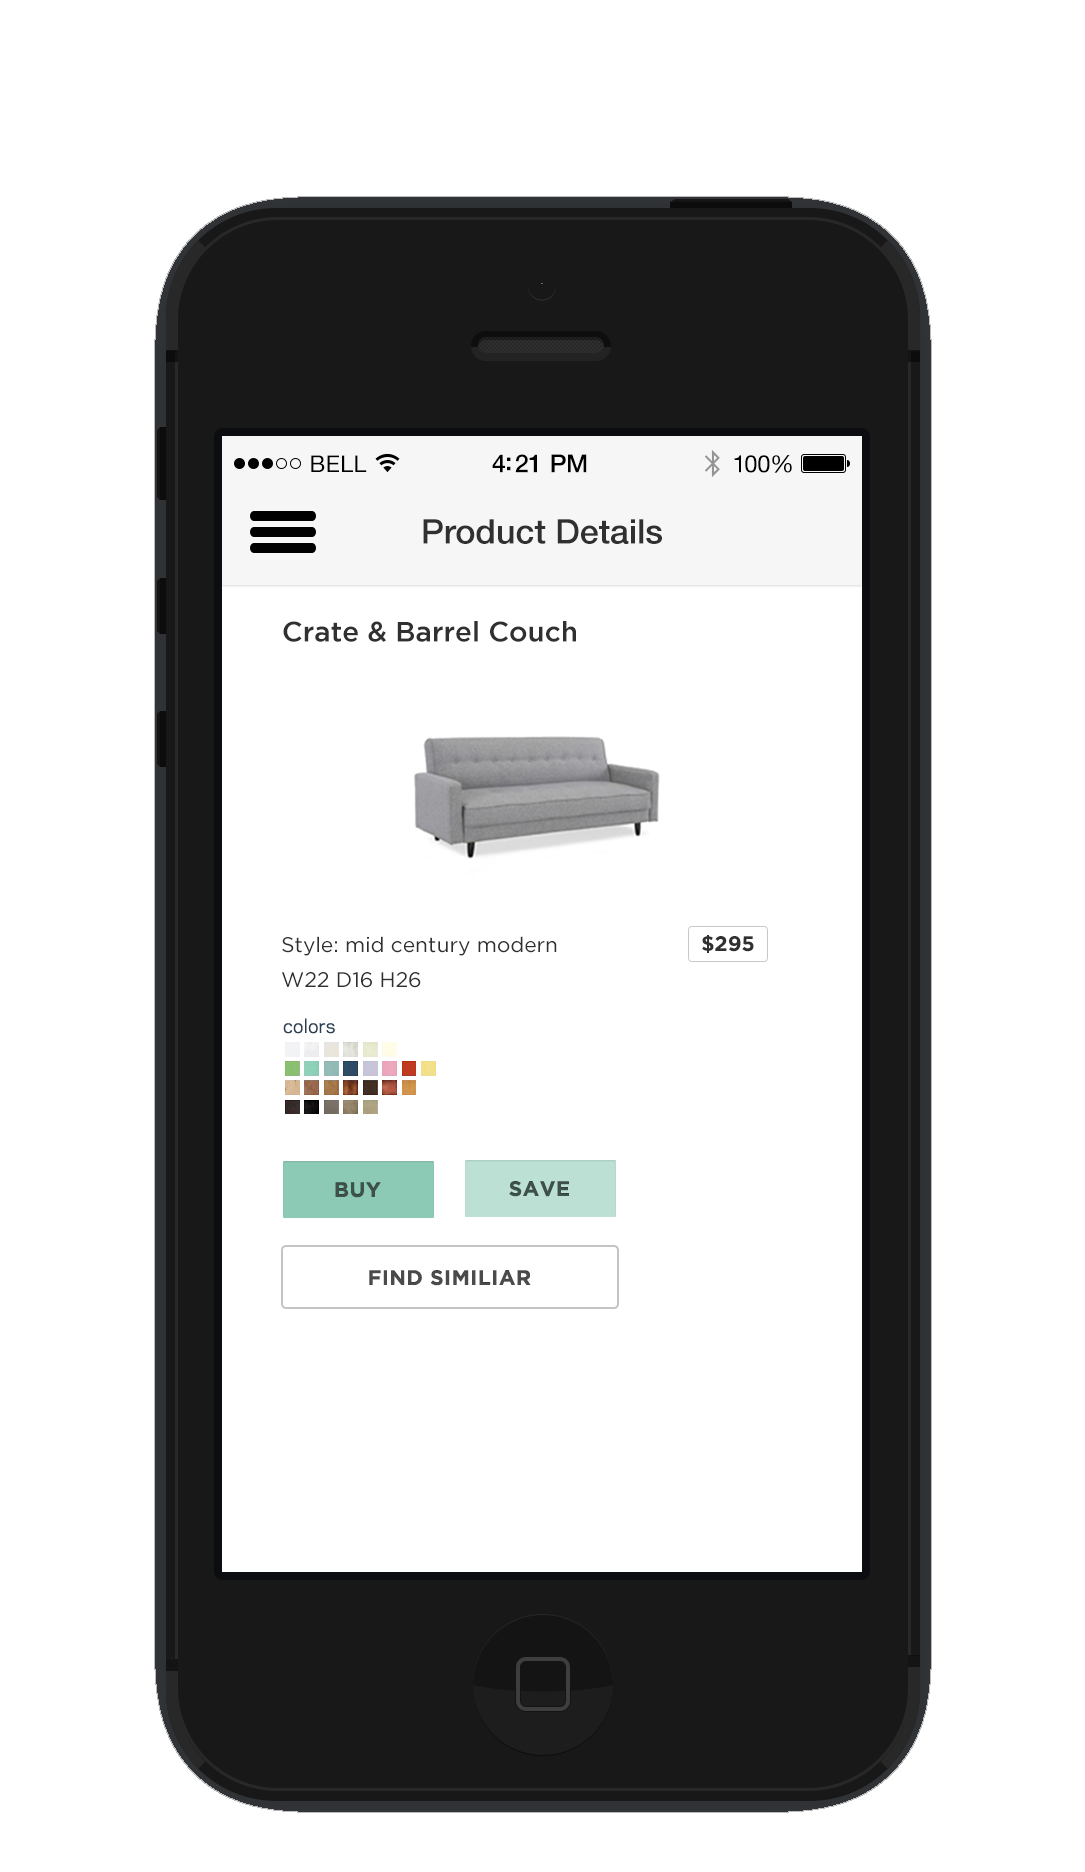 BELL 4:21 PM 100%
Product Details
Crate & Barrel Couch
Style: mid century modern $295
W22 D16 H26
colors
BUY SAVE
FIND SIMILIAR